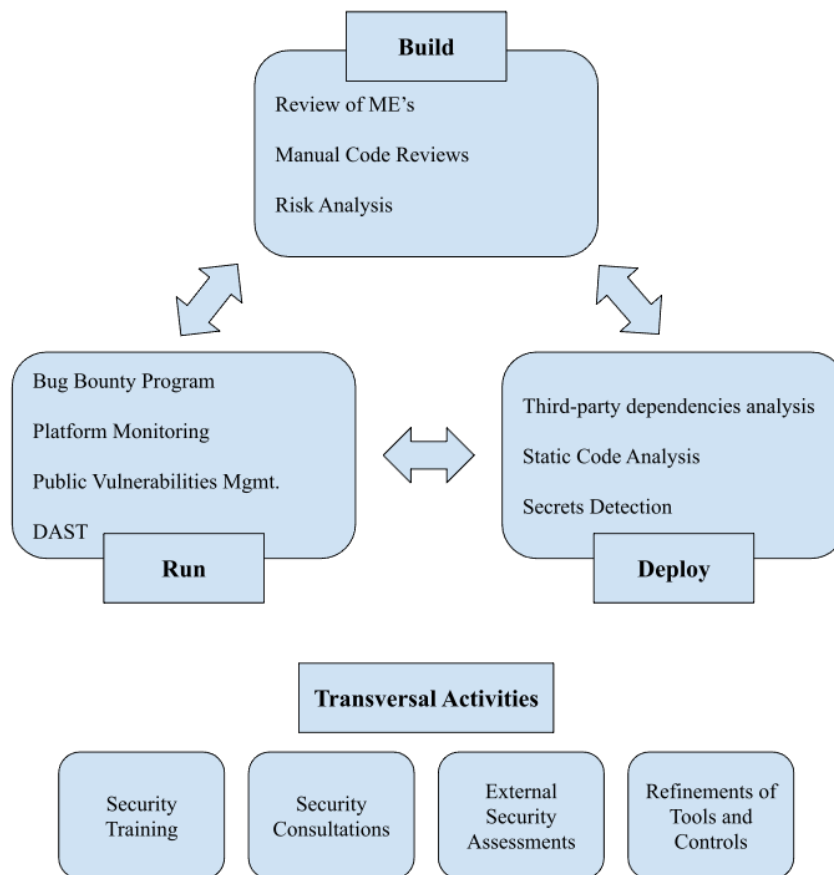 Build
Review of ME’s
Manual Code Reviews
Risk Analysis
Bug Bounty Program
Platform Monitoring
Public Vulnerabilities Mgmt.
DAST
Run
Third-party dependencies analysis
Static Code Analysis
Secrets Detection
Deploy
Transversal Activities
Security
Training
Security
Consultations
External
Security
Assessments
Refinements of
Tools and
Controls